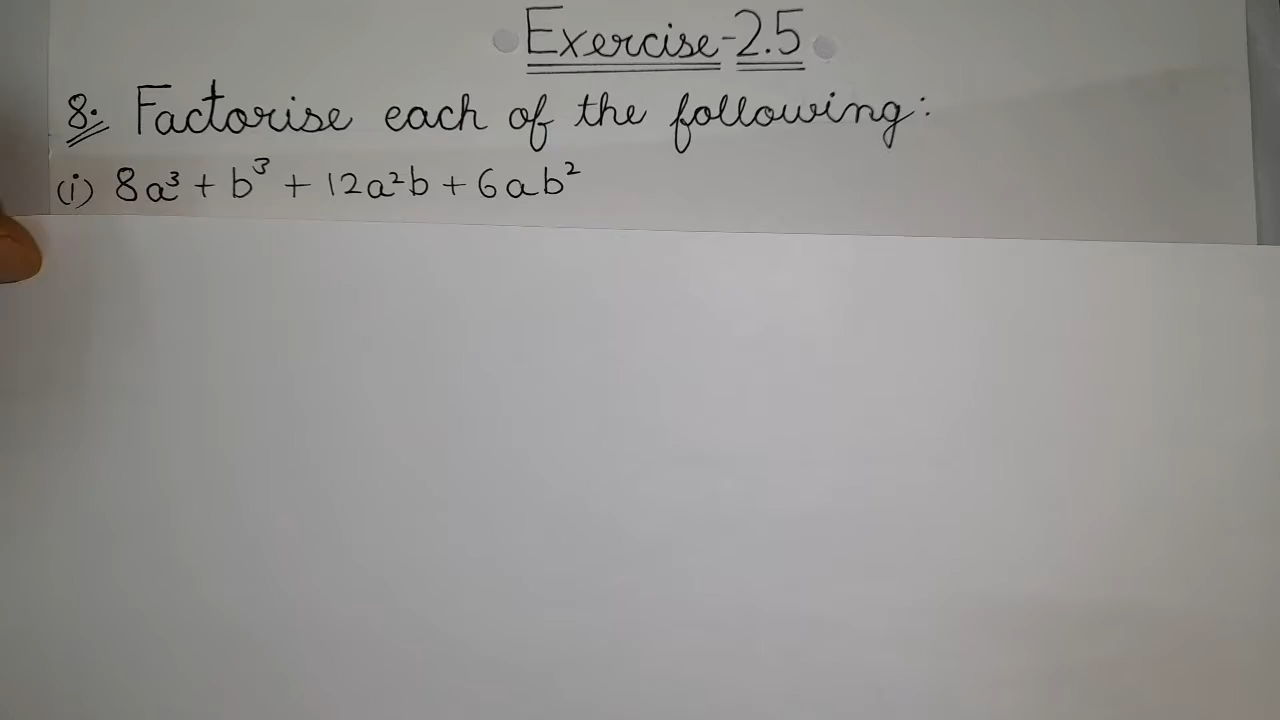 Exercise-2.5
8. Factorise each of the following:
(i) 8a³ + b³ + 12a²b + 6ab²